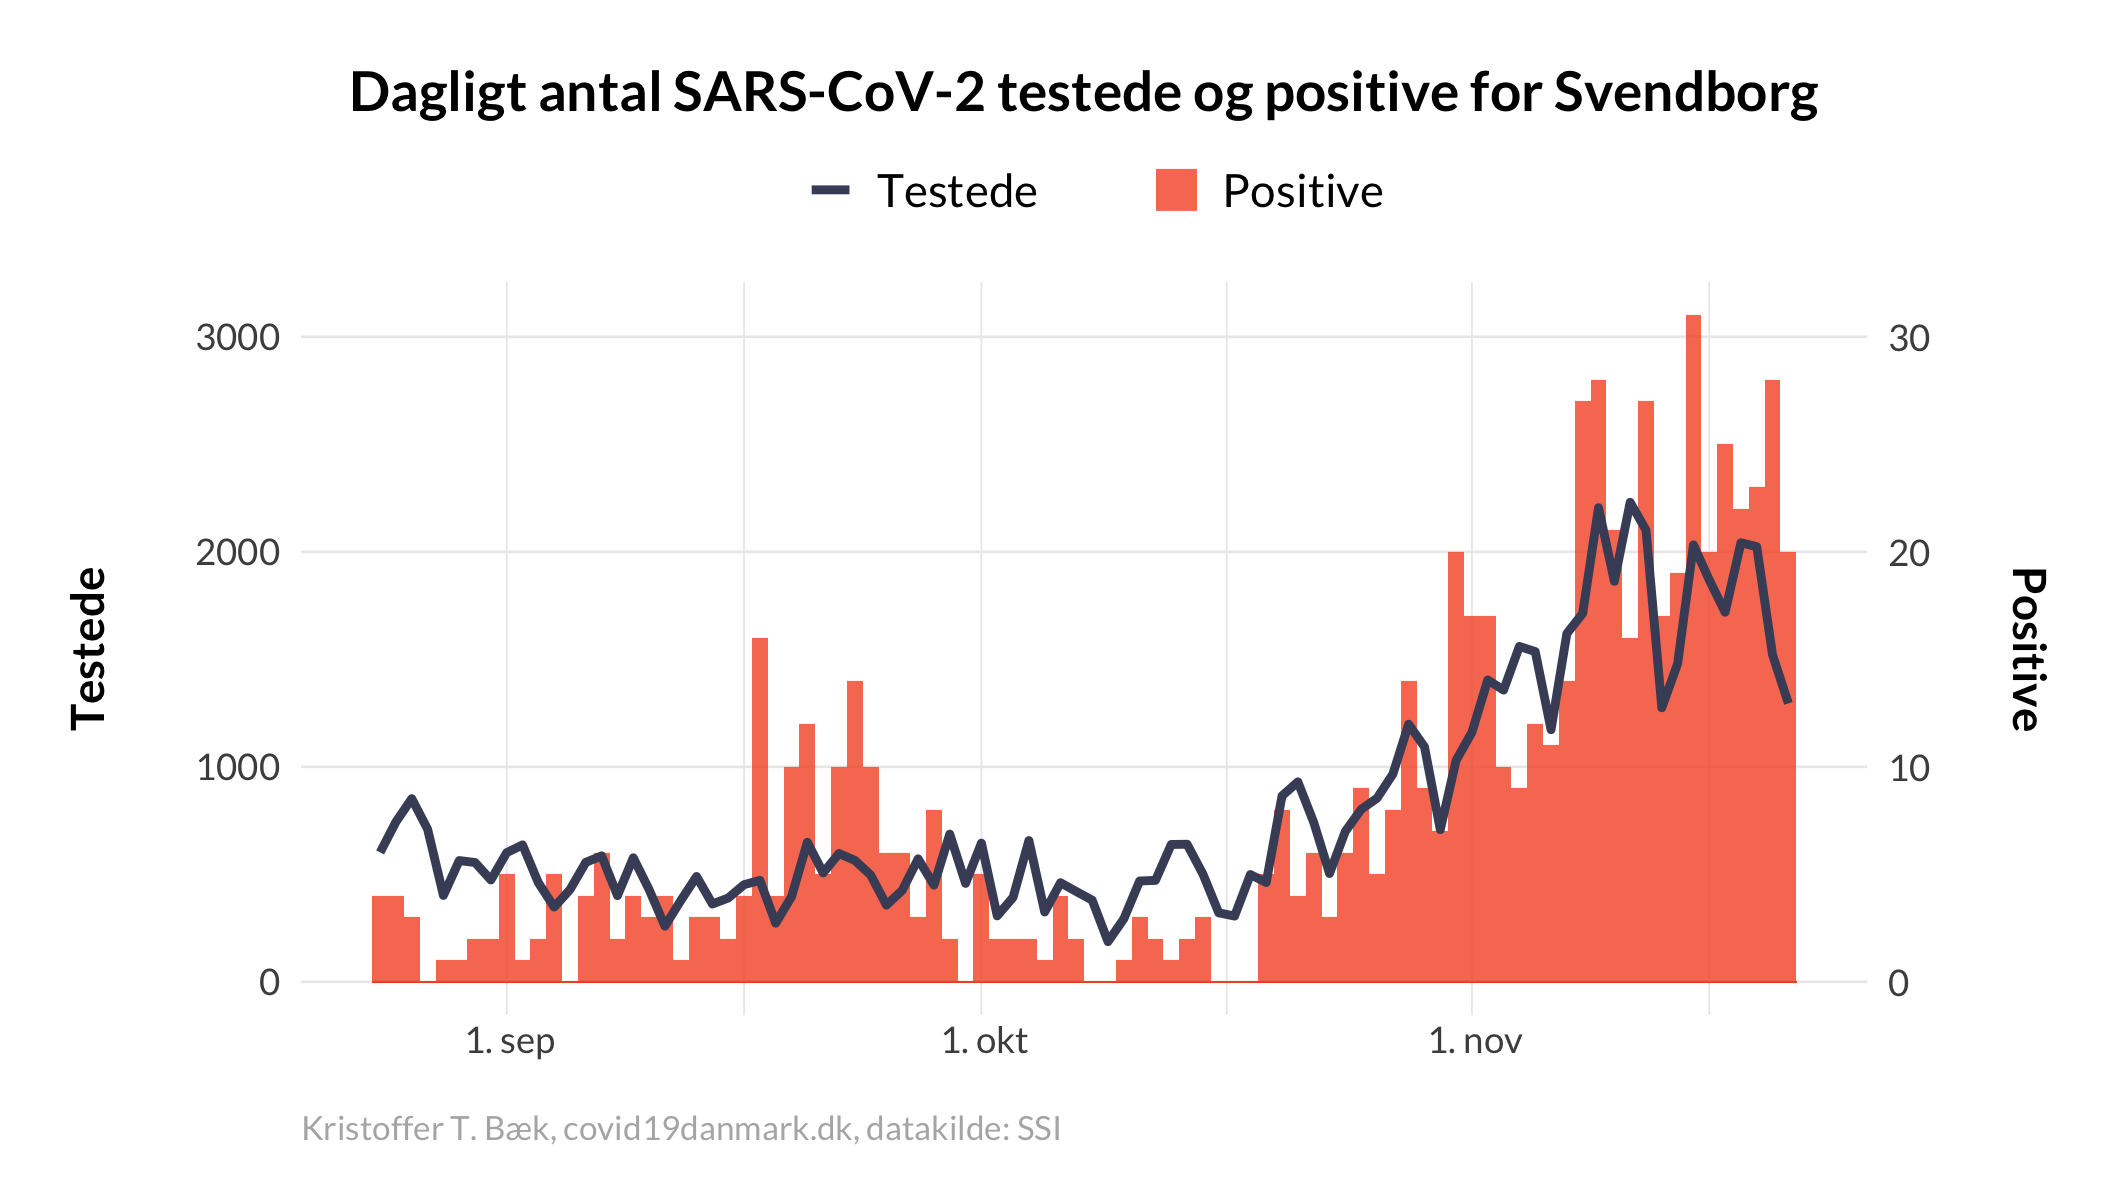 Dagligt antal SARS-CoV-2 testede og positive for Svendborg
Testede Positive
3000 30
2000 20
1000 10
0 0
Testede
Positive
1. sep 1. okt 1. nov
Kristoffer T. Bæk, covid19danmark.dk, datakilde: SSI